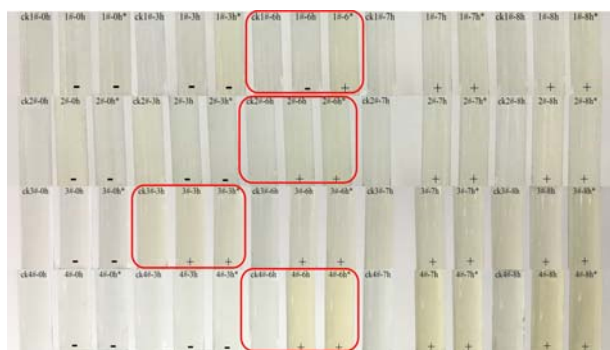 ck1#-0h 1#-0h 1#-0h* ck1#-3h 1#-3h 1#-3h* ck1#-6h 1#-6h 1#-6* ck1#-7h 1#-7h 1#-7h* ck1#-8h 1#-8h 1#-8h*
- - - - - + + + + +
ck2#-0h 2#-0h 2#-0h* ck2#-3h 2#-3h 2#-3h* ck2#-6h 2#-6h 2#-6h* ck2#-7h 2#-7h 2#-7h* ck2#-8h 2#-8h 2#-8h*
- - - - + + + + + +
ck3#-0h 3#-0h 3#-0h* ck3#-3h 3#-3h 3#-3h* ck3#-6h 3#-6h 3#-6h* ck3#-7h 3#-7h 3#-7h* ck3#-8h 3#-8h 3#-8h*
- - + + + + + + + +
ck4#-0h 4#-0h 4#-0h* ck4#-3h 4#-3h 4#-3h* ck4#-6h 4#-6h 4#-6h* ck4#-7h 4#-7h 4#-7h* ck4#-8h 4#-8h 4#-8h*
- - - - + + + + + +